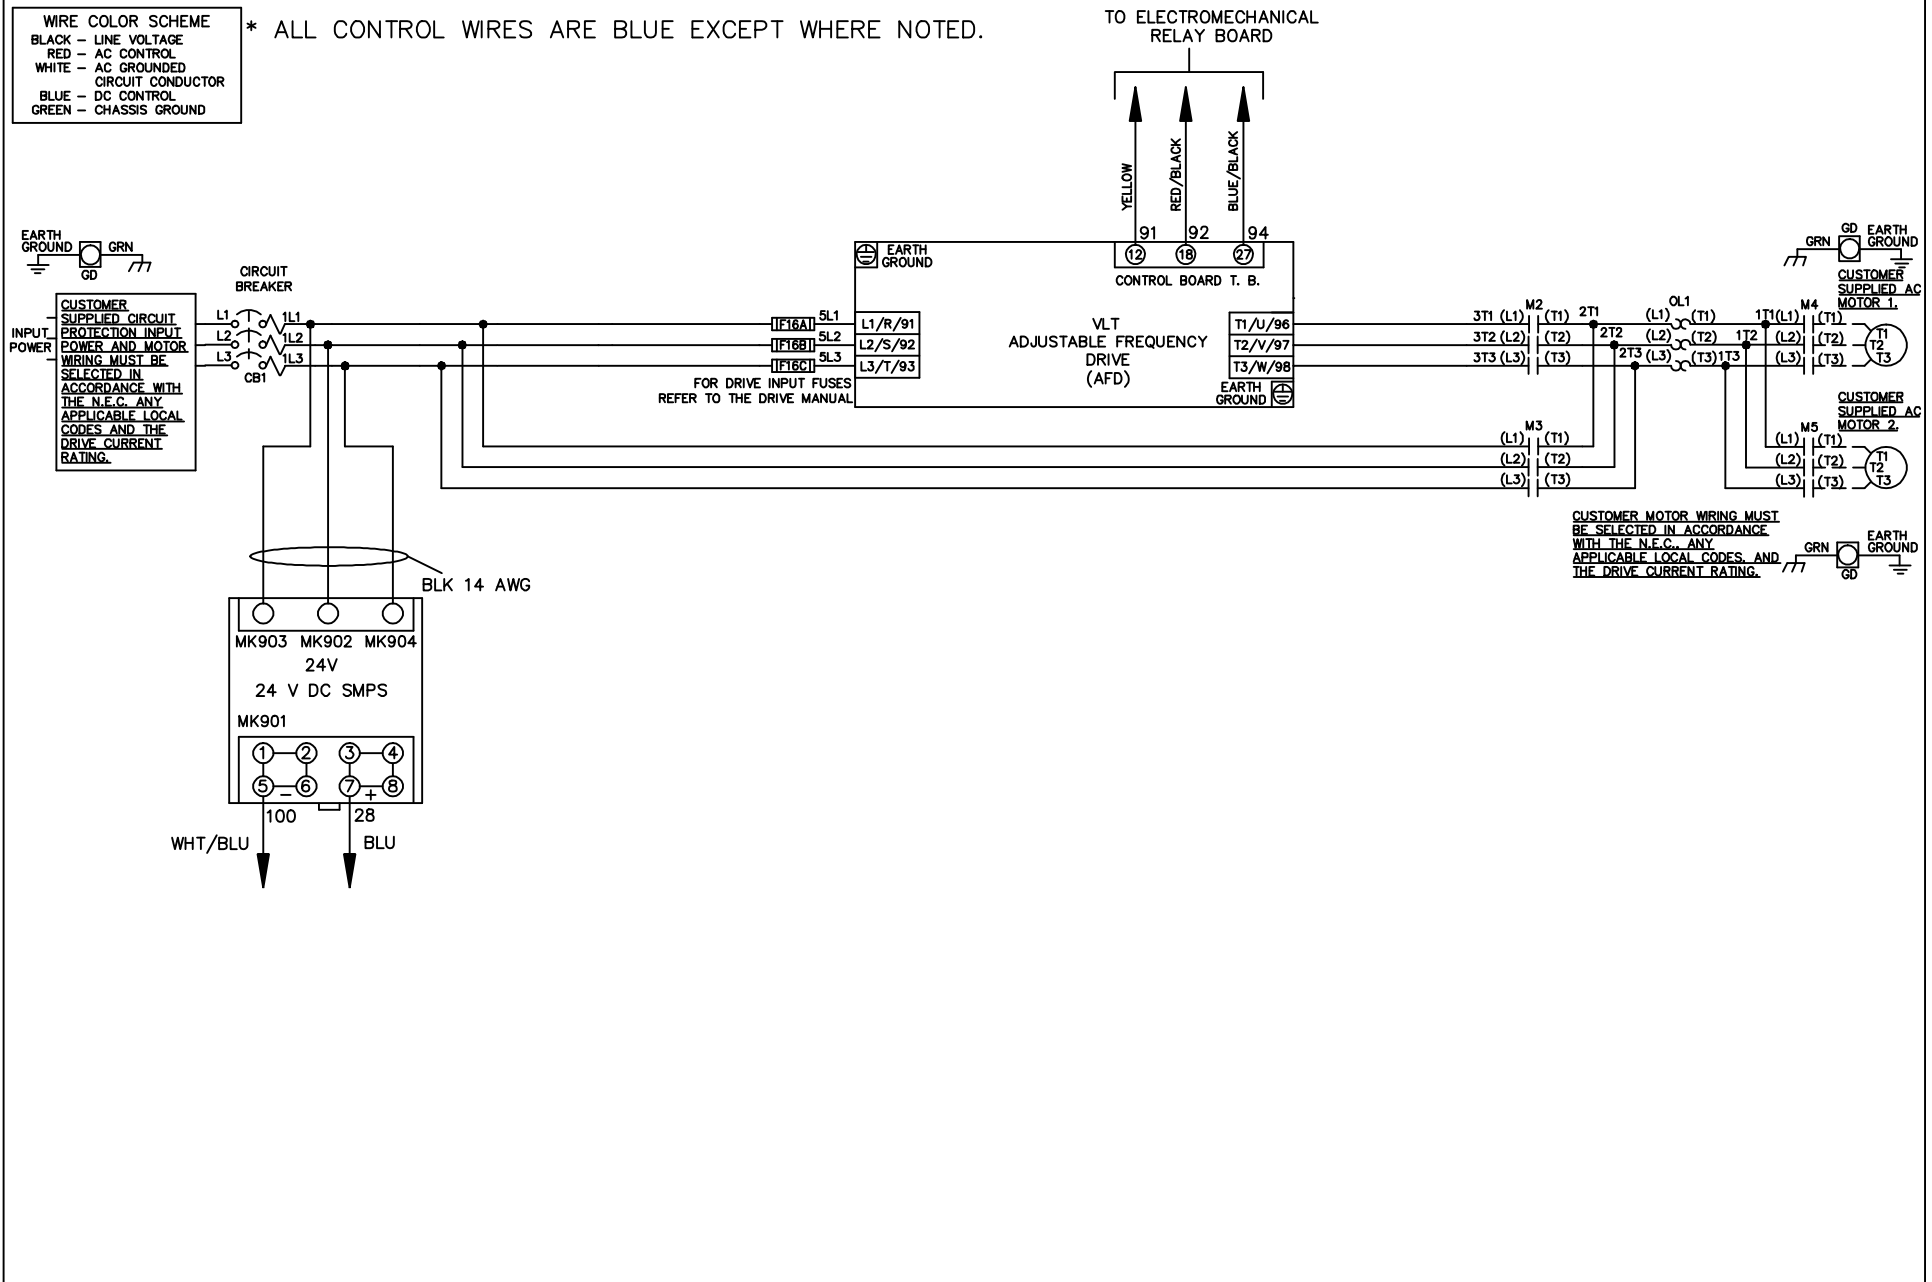 WIRE COLOR SCHEME
BLACK – LINE VOLTAGE
RED – AC CONTROL
WHITE – AC GROUNDED
CIRCUIT CONDUCTOR
BLUE – DC CONTROL
GREEN – CHASSIS GROUND
* ALL CONTROL WIRES ARE BLUE EXCEPT WHERE NOTED.
TO ELECTROMECHANICAL
RELAY BOARD
YELLOW
RED/BLACK
BLUE/BLACK
91 92 94
12 18 27
CONTROL BOARD T. B.
EARTH
GROUND
GRN
GD
CIRCUIT
BREAKER
INPUT
POWER
CUSTOMER
SUPPLIED CIRCUIT
PROTECTION INPUT
POWER AND MOTOR
WIRING MUST BE
SELECTED IN
ACCORDANCE WITH
THE N.E.C. ANY
APPLICABLE LOCAL
CODES AND THE
DRIVE CURRENT
RATING.
L1 1L1
L2 1L2
L3 1L3
CB1
F16A 5L1
F16B 5L2
F16C 5L3
FOR DRIVE INPUT FUSES
REFER TO THE DRIVE MANUAL
EARTH
GROUND
L1/R/91
L2/S/92
L3/T/93
VLT
ADJUSTABLE FREQUENCY
DRIVE
(AFD)
T1/U/96
T2/V/97
T3/W/98
EARTH
GROUND
M2
3T1 (L1) (T1) 2T1
3T2 (L2) (T2) 2T2
3T3 (L3) (T3) 2T3
OL1
(L1) (T1) 1T1
(L2) (T2) 1T2
(L3) (T3) 1T3
M4
(L1) (T1)
(L2) (T2)
(L3) (T3)
T1
T2
T3
GRN
GD
EARTH
GROUND
CUSTOMER
SUPPLIED AC
MOTOR 1.
M3
(L1) (T1)
(L2) (T2)
(L3) (T3)
CUSTOMER
SUPPLIED AC
MOTOR 2.
M5
(L1) (T1)
(L2) (T2)
(L3) (T3)
T1
T2
T3
CUSTOMER MOTOR WIRING MUST
BE SELECTED IN ACCORDANCE
WITH THE N.E.C., ANY
APPLICABLE LOCAL CODES, AND
THE DRIVE CURRENT RATING.
GRN
GD
EARTH
GROUND
BLK 14 AWG
MK903 MK902 MK904
24V
24 V DC SMPS
MK901
1 2 3 4
5 6 7 8
– +
100 28
WHT/BLU BLU